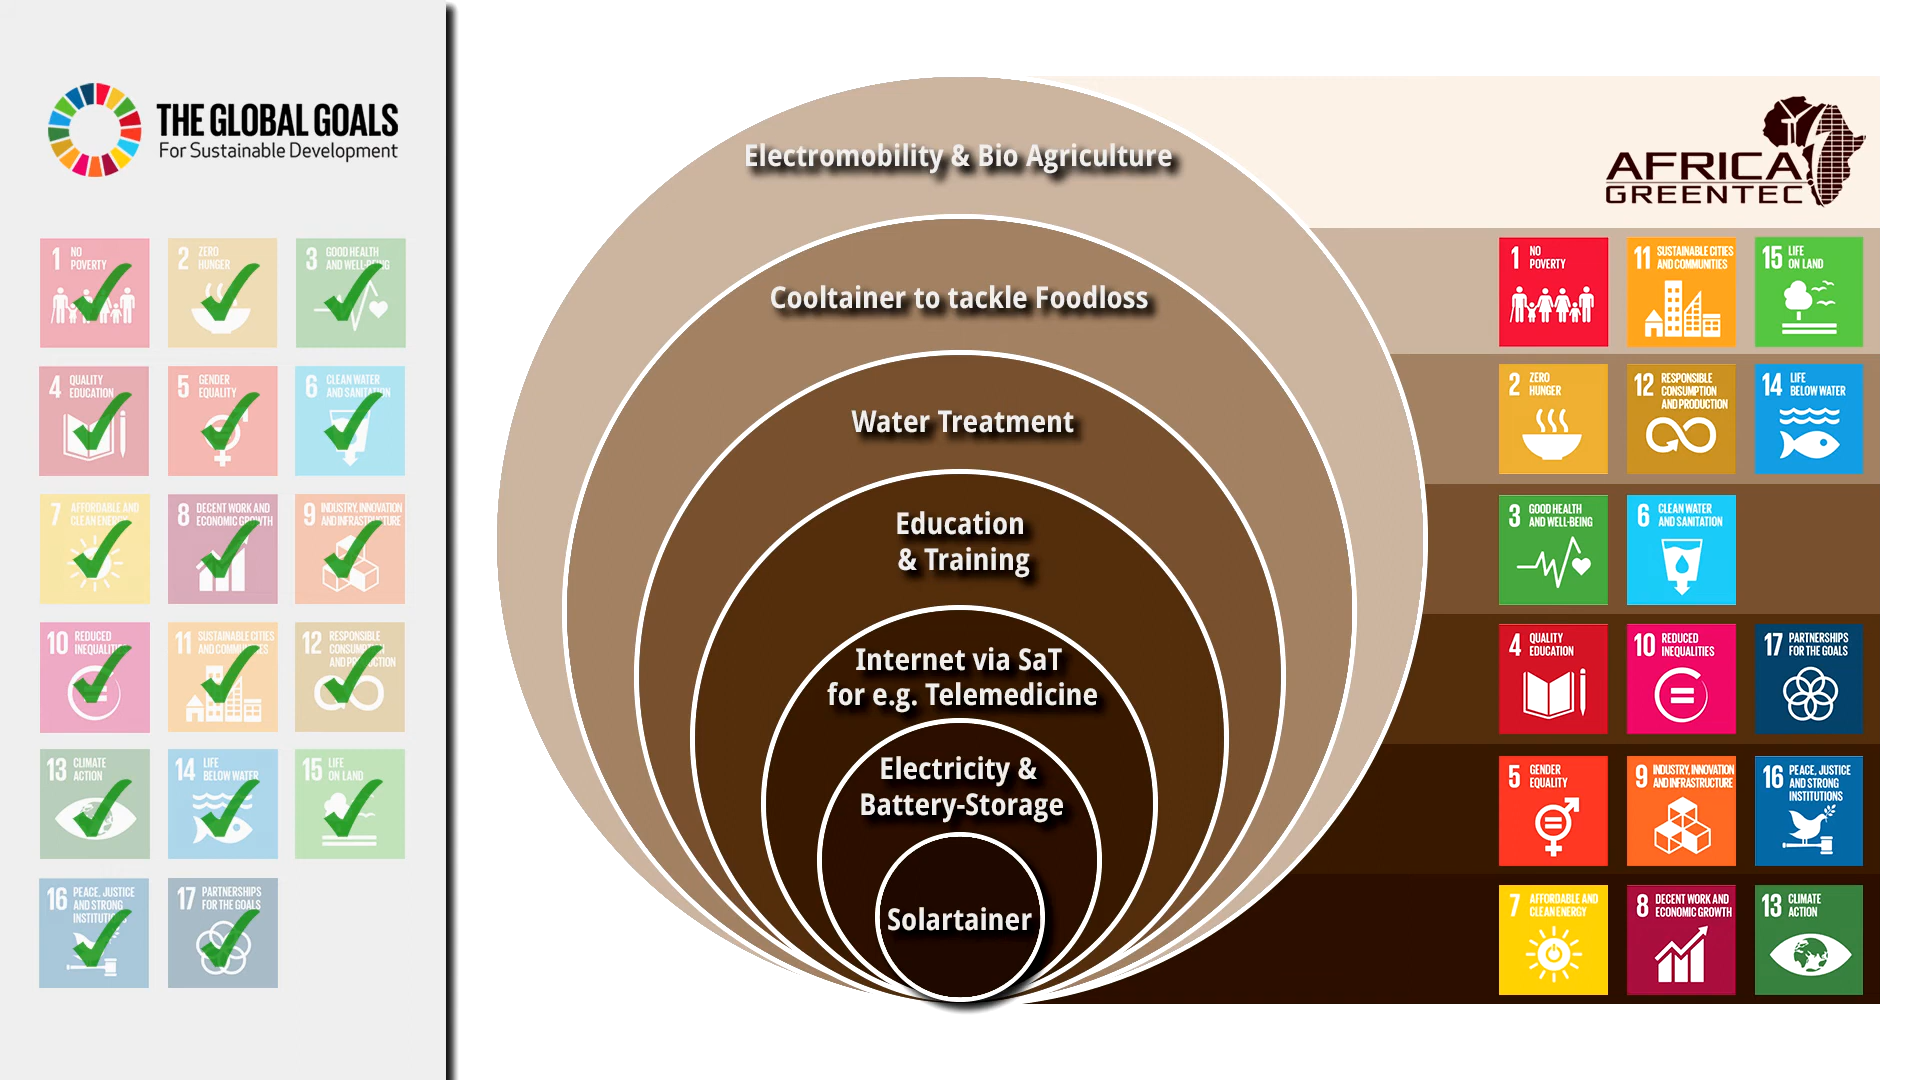 THE GLOBAL GOALS
For Sustainable Development
1 NO
POVERTY
2 ZERO
HUNGER
3 GOOD HEALTH
AND WELL-BEING
4 QUALITY
EDUCATION
5 GENDER
EQUALITY
6 CLEAN WATER
AND SANITATION
7 AFFORDABLE AND
CLEAN ENERGY
8 DECENT WORK AND
ECONOMIC GROWTH
9 INDUSTRY, INNOVATION
AND INFRASTRUCTURE
10 REDUCED
INEQUALITIES
11 SUSTAINABLE CITIES
AND COMMUNITIES
12 RESPONSIBLE
CONSUMPTION
AND PRODUCTION
13 CLIMATE
ACTION
14 LIFE
BELOW WATER
15 LIFE
ON LAND
16 PEACE, JUSTICE
AND STRONG
INSTITUTIONS
17 PARTNERSHIPS
FOR THE GOALS
Electromobility & Bio Agriculture
Cooltainer to tackle Foodloss
Water Treatment
Education
& Training
Internet via SaT
for e.g. Telemedicine
Electricity &
Battery-Storage
Solartainer
AFRICA
GREENTEC
1 NO
POVERTY
11 SUSTAINABLE CITIES
AND COMMUNITIES
15 LIFE
ON LAND
2 ZERO
HUNGER
12 RESPONSIBLE
CONSUMPTION
AND PRODUCTION
14 LIFE
BELOW WATER
3 GOOD HEALTH
AND WELL-BEING
6 CLEAN WATER
AND SANITATION
4 QUALITY
EDUCATION
10 REDUCED
INEQUALITIES
17 PARTNERSHIPS
FOR THE GOALS
5 GENDER
EQUALITY
9 INDUSTRY, INNOVATION
AND INFRASTRUCTURE
16 PEACE, JUSTICE
AND STRONG
INSTITUTIONS
7 AFFORDABLE AND
CLEAN ENERGY
8 DECENT WORK AND
ECONOMIC GROWTH
13 CLIMATE
ACTION